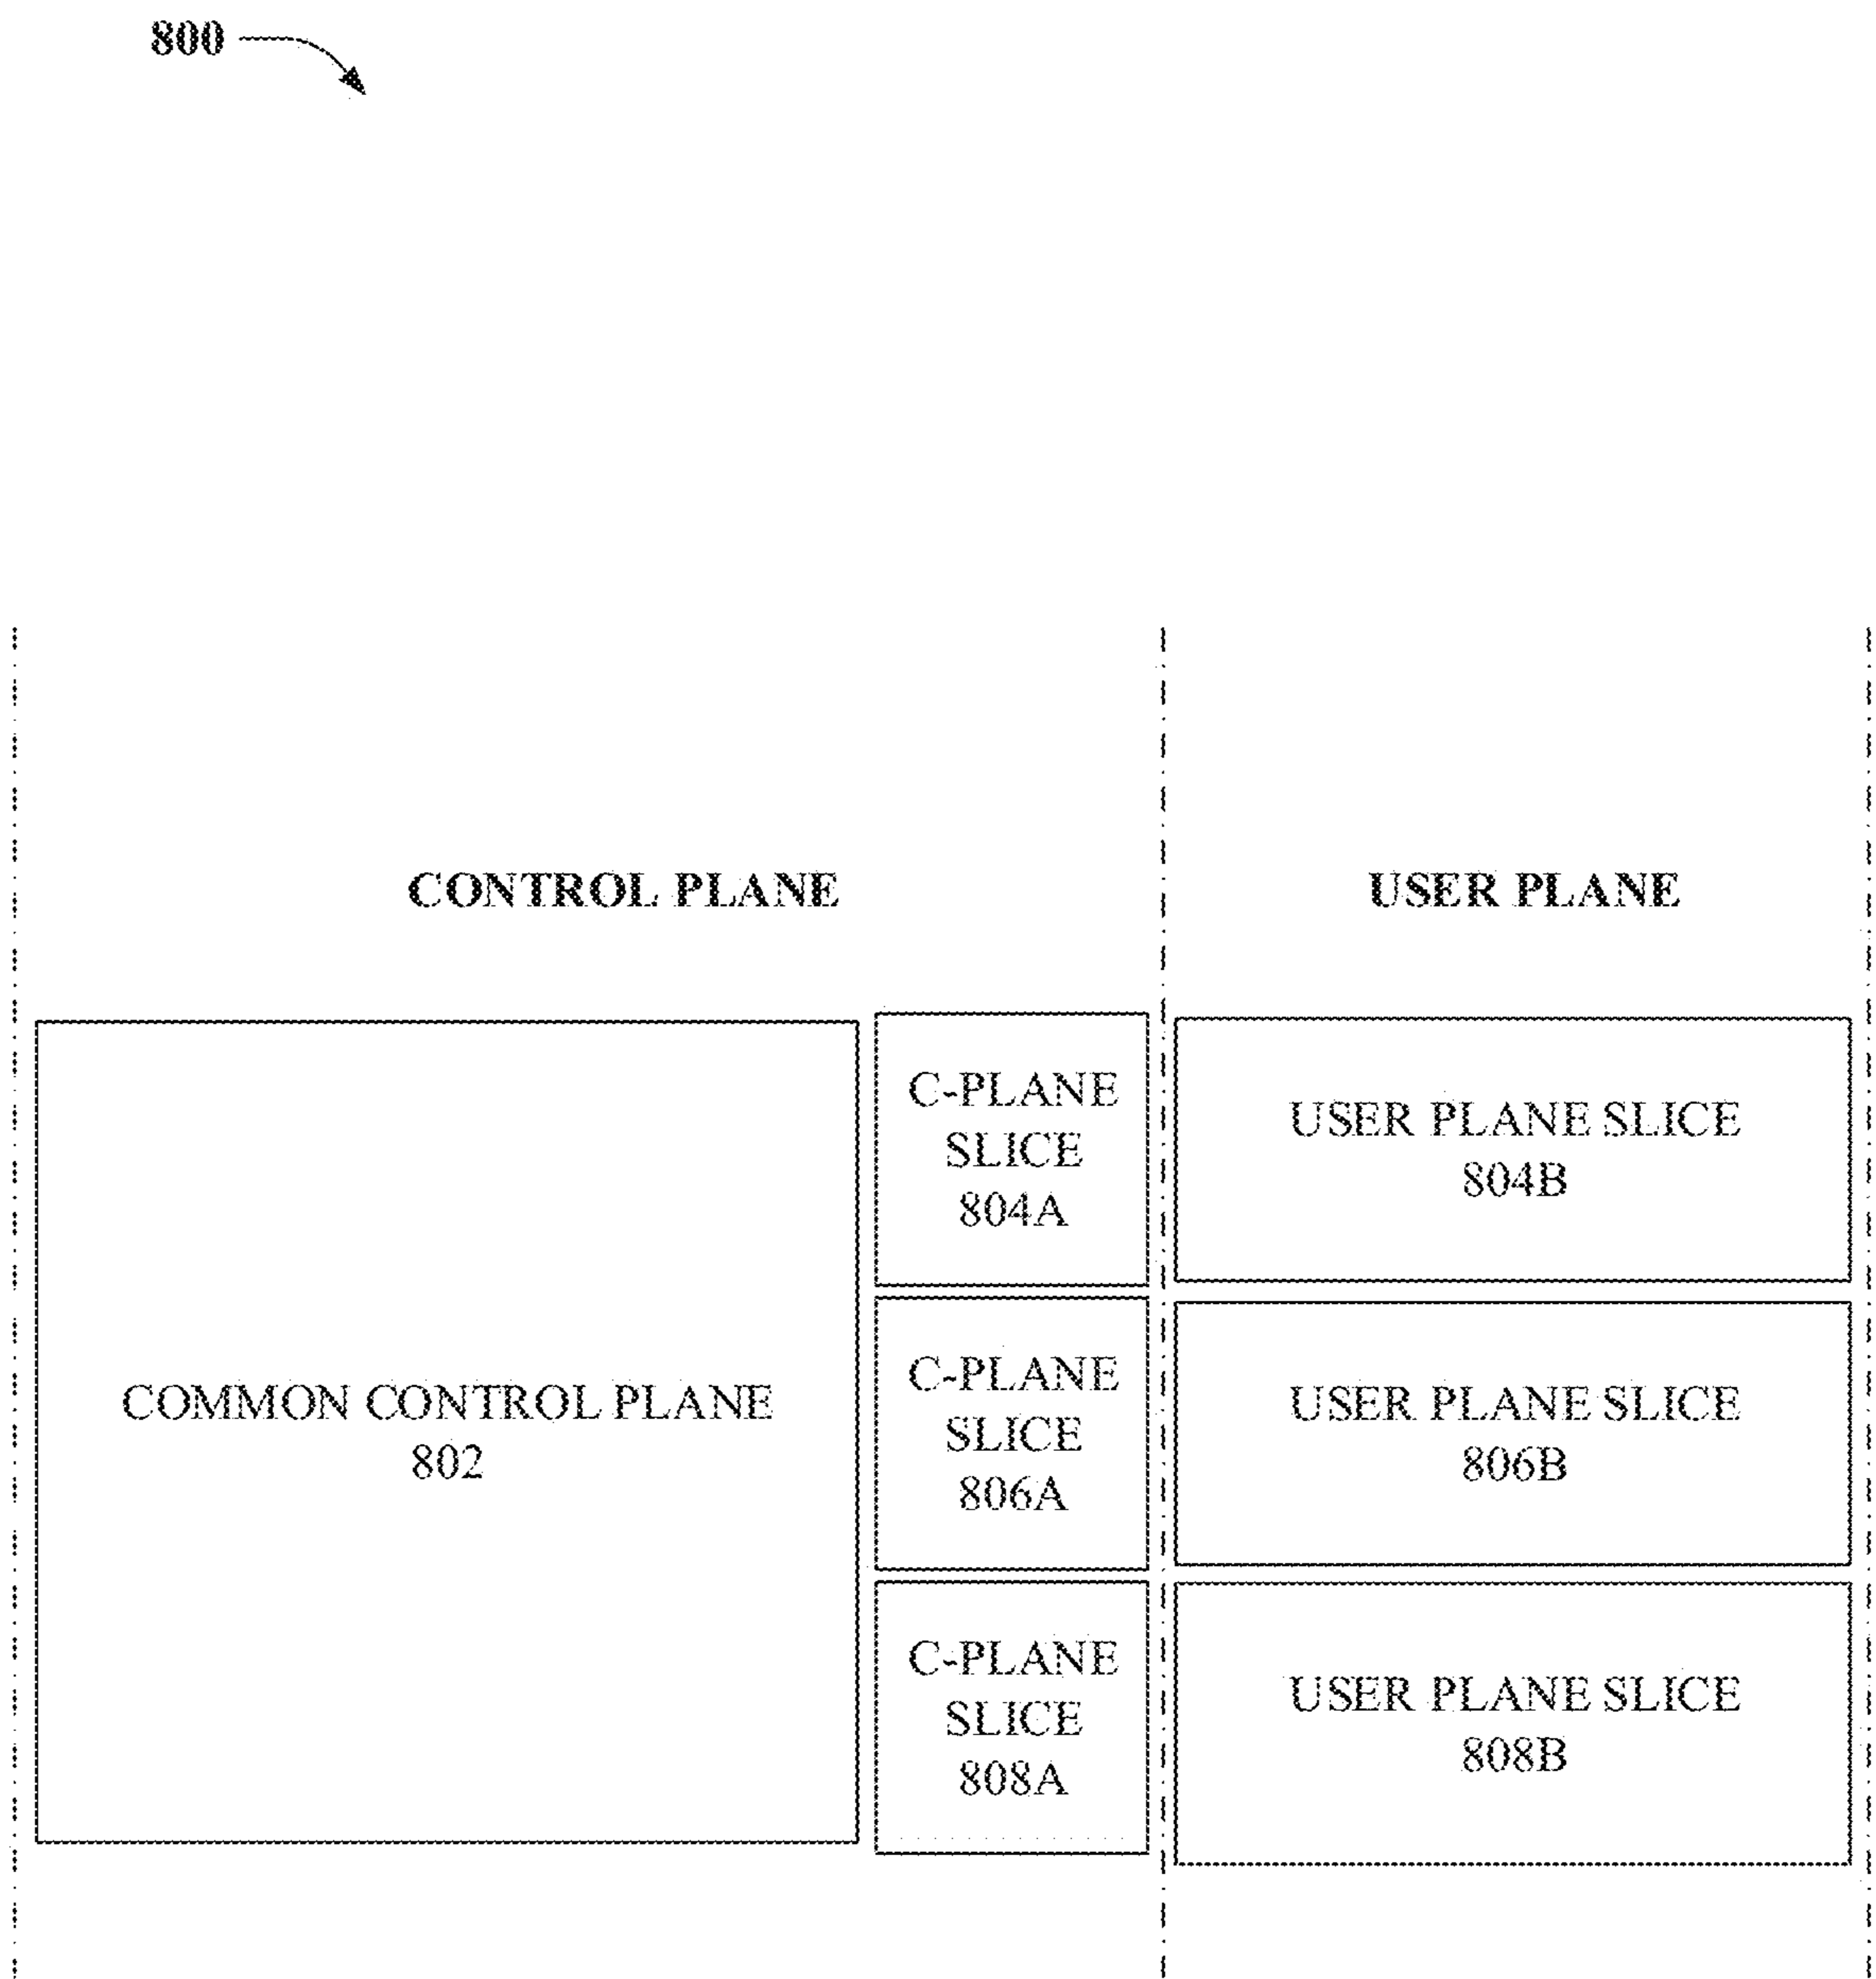 800
CONTROL PLANE
USER PLANE
COMMON CONTROL PLANE
802
C-PLANE
SLICE
804A
USER PLANE SLICE
804B
C-PLANE
SLICE
806A
USER PLANE SLICE
806B
C-PLANE
SLICE
808A
USER PLANE SLICE
808B